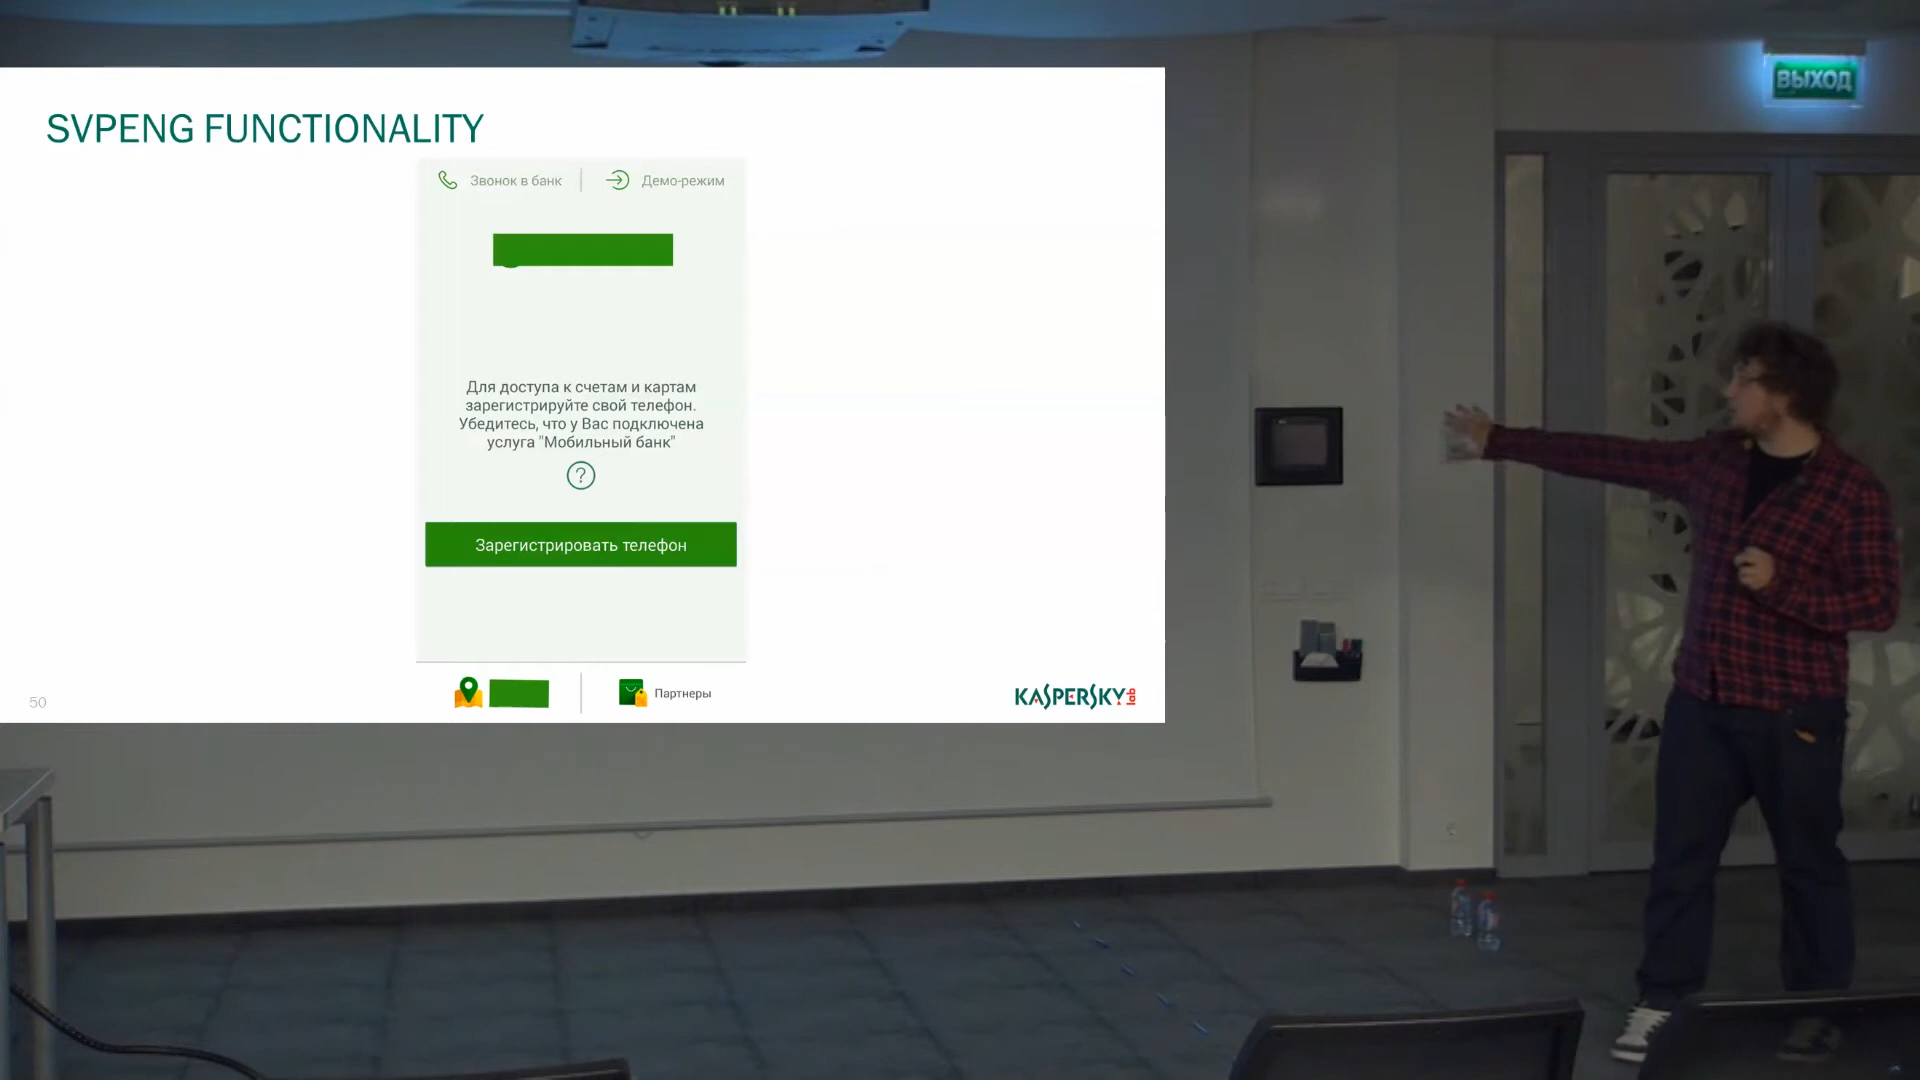 ВЫХОД
SVPENG FUNCTIONALITY
Звонок в банк
Демо-режим
Для доступа к счетам и картам
зарегистрируйте свой телефон.
Убедитесь, что у Вас подключена
услуга "Мобильный банк"
?
Зарегистрировать телефон
Партнеры
50
KASPERSKY lab